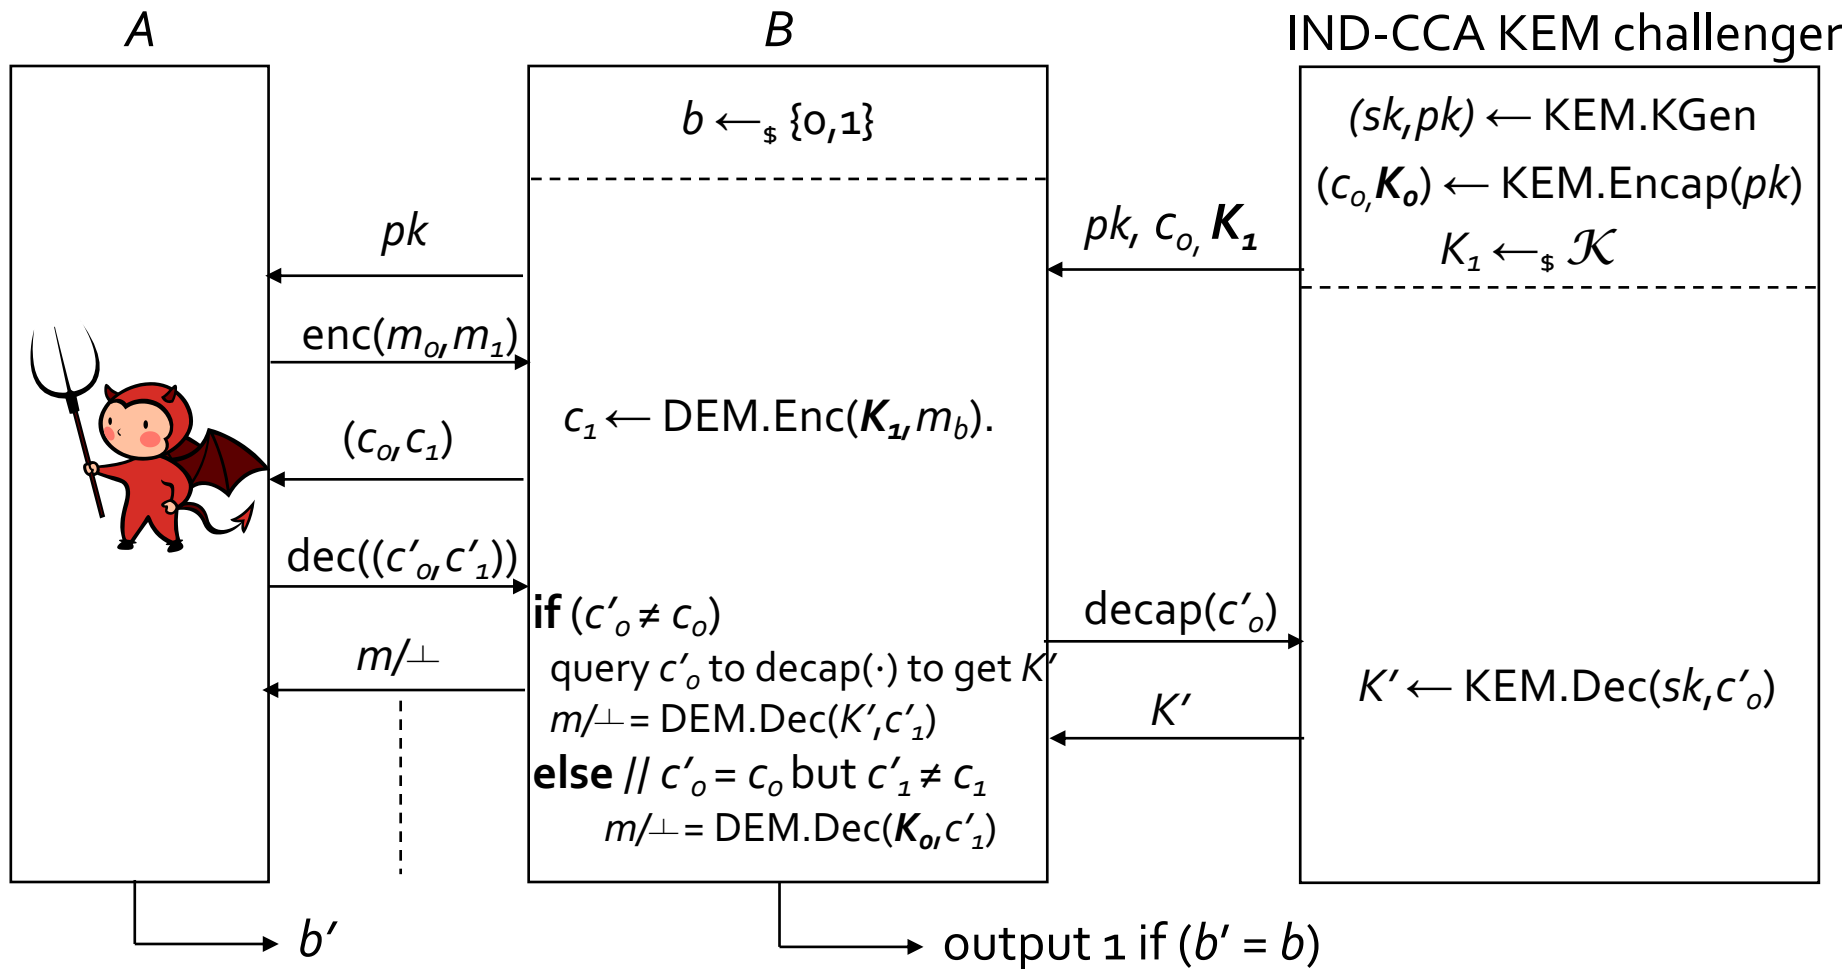 A
B
IND-CCA KEM challenger
b ⟵$ {0,1}
(sk,pk) ⟵ KEM.KGen
(c₀,K₀) ⟵ KEM.Encap(pk)
K₁ ⟵$ 𝒦
pk
pk, c₀, K₁
enc(m₀,m₁)
c₁ ⟵ DEM.Enc(K₁,m_b).
(c₀,c₁)
dec((c′₀,c′₁))
if (c′₀ ≠ c₀)
decap(c′₀)
m/⊥
query c′₀ to decap(·) to get K′
K′ ⟵ KEM.Dec(sk,c′₀)
m/⊥ = DEM.Dec(K′,c′₁)
K′
else // c′₀ = c₀ but c′₁ ≠ c₁
m/⊥ = DEM.Dec(K₀,c′₁)
b′
output 1 if (b′ = b)